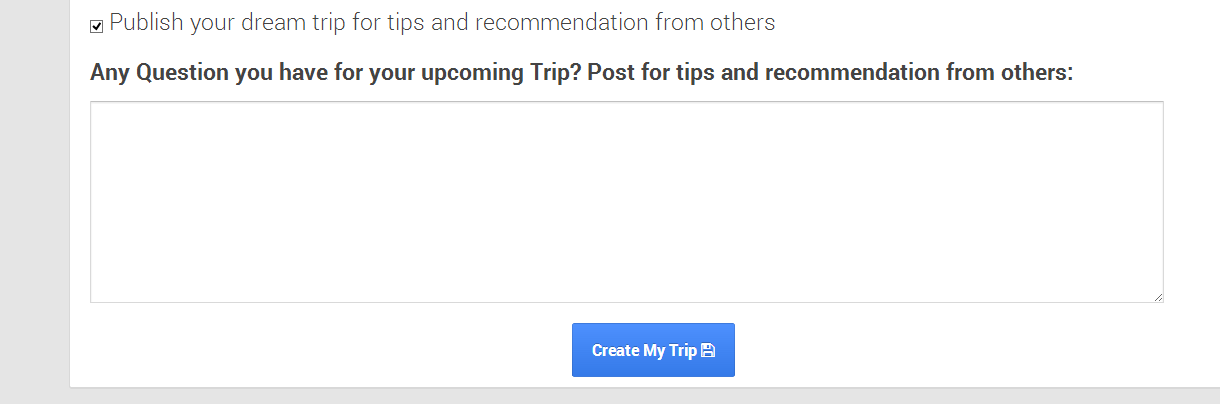 Publish your dream trip for tips and recommendation from others
Any Question you have for your upcoming Trip? Post for tips and recommendation from others:
Create My Trip